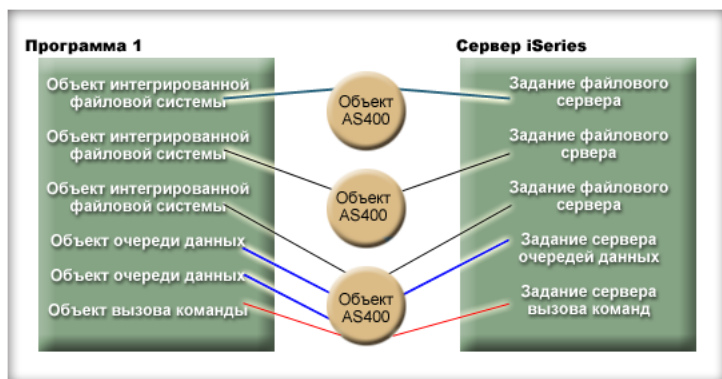 Программа 1
Объект интегрированной
файловой системы
Объект интегрированной
файловой системы
Объект интегрированной
файловой системы
Объект очереди данных
Объект очереди данных
Объект вызова команды
Объект
AS400
Объект
AS400
Объект
AS400
Сервер iSeries
Задание файлового
сервера
Задание файлового
срвера
Задание файлового
сервера
Задание сервера
очередей данных
Задание сервера
вызова команд